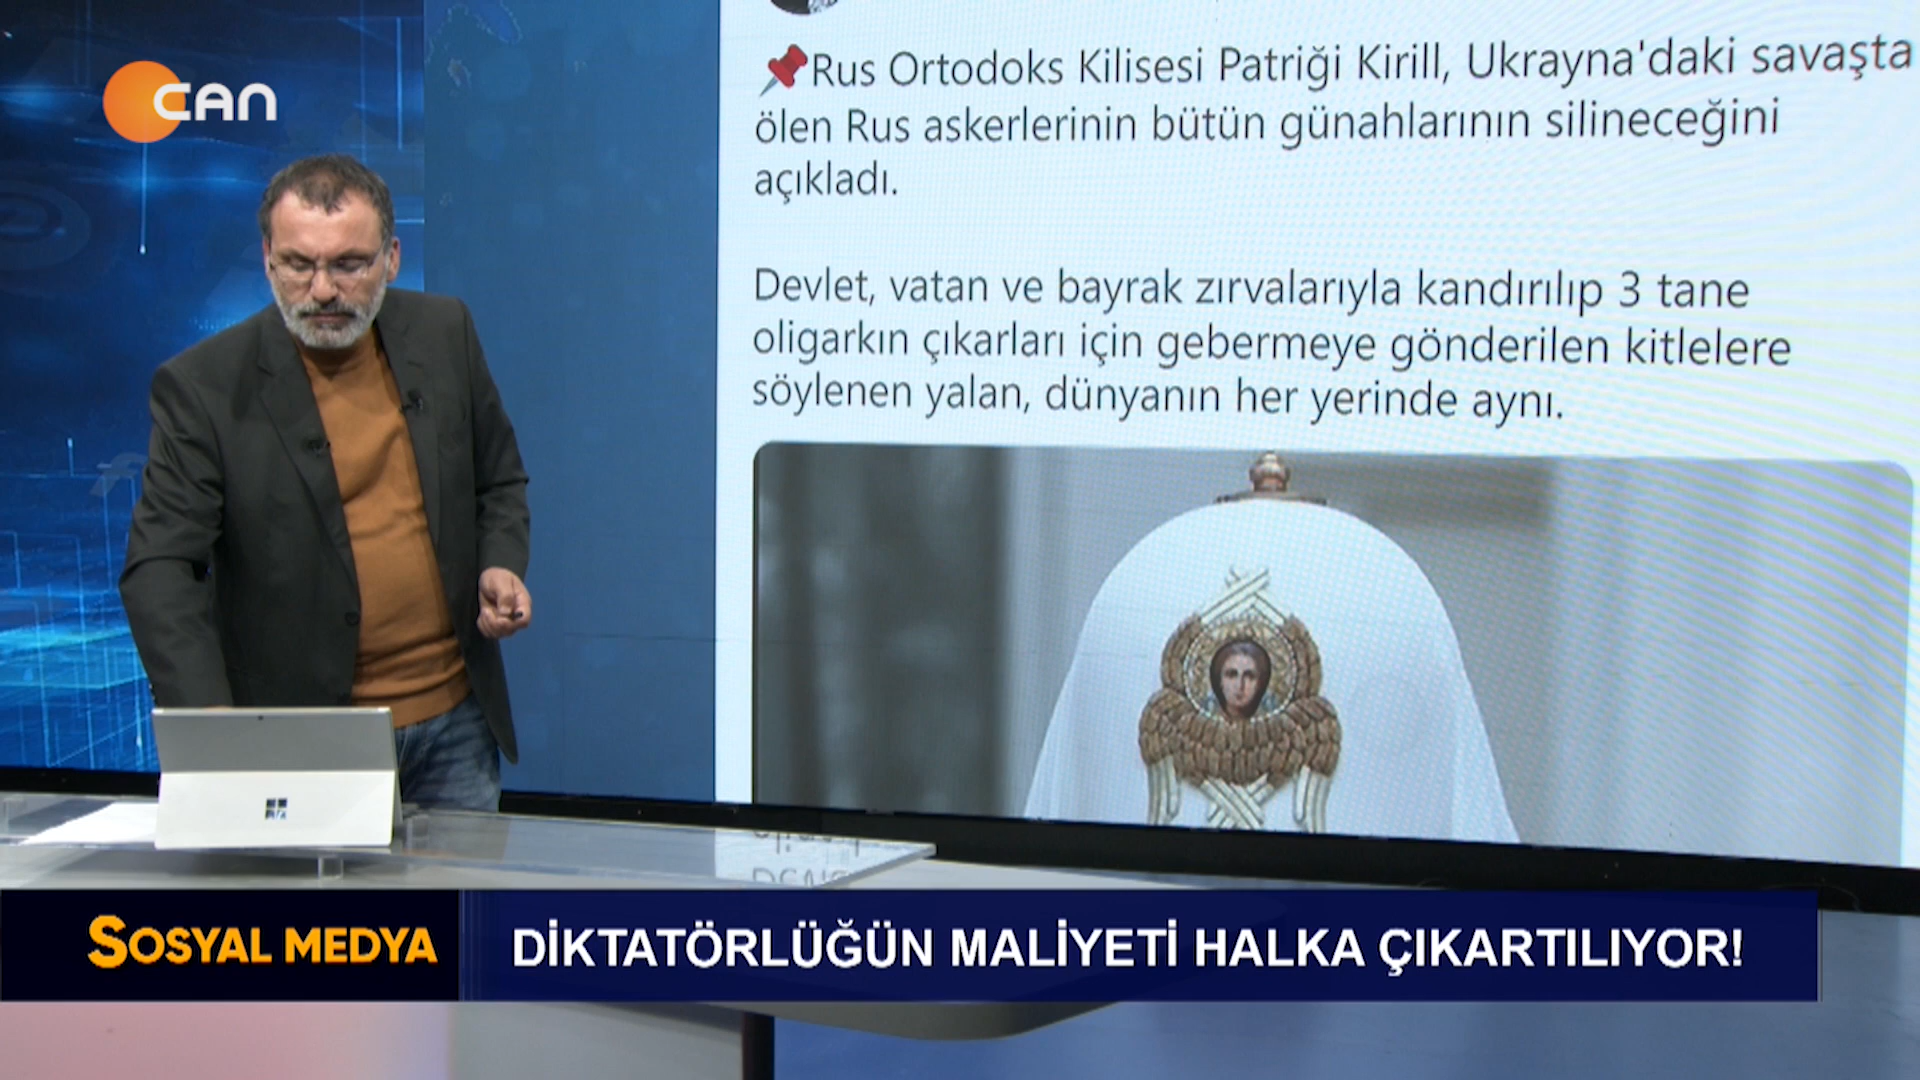 CAN
Rus Ortodoks Kilisesi Patriği Kirill, Ukrayna'daki savaşta
ölen Rus askerlerinin bütün günahlarının silineceğini
açıkladı.
Devlet, vatan ve bayrak zırvalarıyla kandırılıp 3 tane
oligarkın çıkarları için gebermeye gönderilen kitlelere
söylenen yalan, dünyanın her yerinde aynı.
SOSYAL MEDYA
DİKTATÖRLÜĞÜN MALİYETİ HALKA ÇIKARTILIYOR!